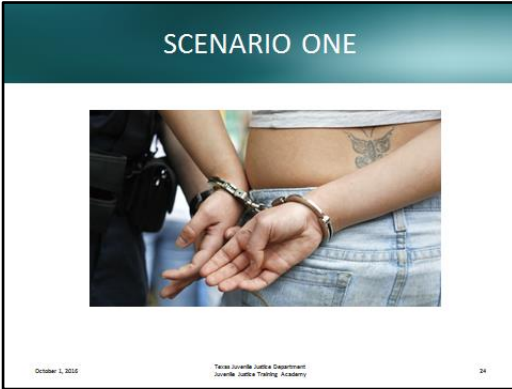 SCENARIO ONE
October 1, 2016
Texas Juvenile Justice Department
Juvenile Justice Training Academy
24